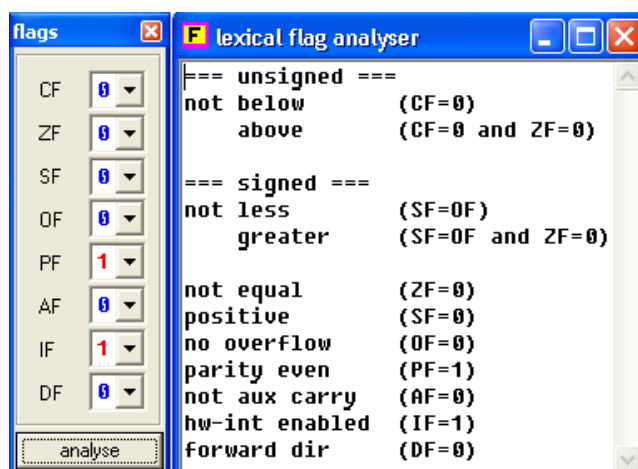 flags
CF 0
ZF 0
SF 0
OF 0
PF 1
AF 0
IF 1
DF 0
analyse
F lexical flag analyser
=== unsigned ===
not below (CF=0)
above (CF=0 and ZF=0)
=== signed ===
not less (SF=OF)
greater (SF=OF and ZF=0)
not equal (ZF=0)
positive (SF=0)
no overflow (OF=0)
parity even (PF=1)
not aux carry (AF=0)
hw-int enabled (IF=1)
forward dir (DF=0)